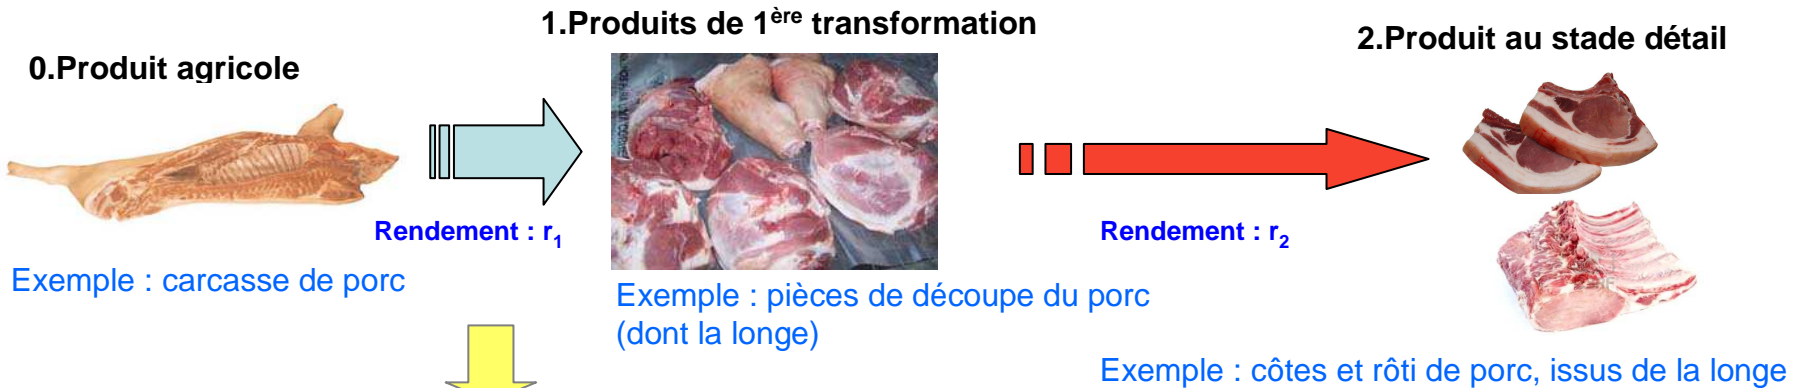 1.Produits de 1ère transformation
2.Produit au stade détail
0.Produit agricole
Rendement : r1
Rendement : r2
Exemple : carcasse de porc
Exemple : pièces de découpe du porc
(dont la longe)
Exemple : côtes et rôti de porc, issus de la longe